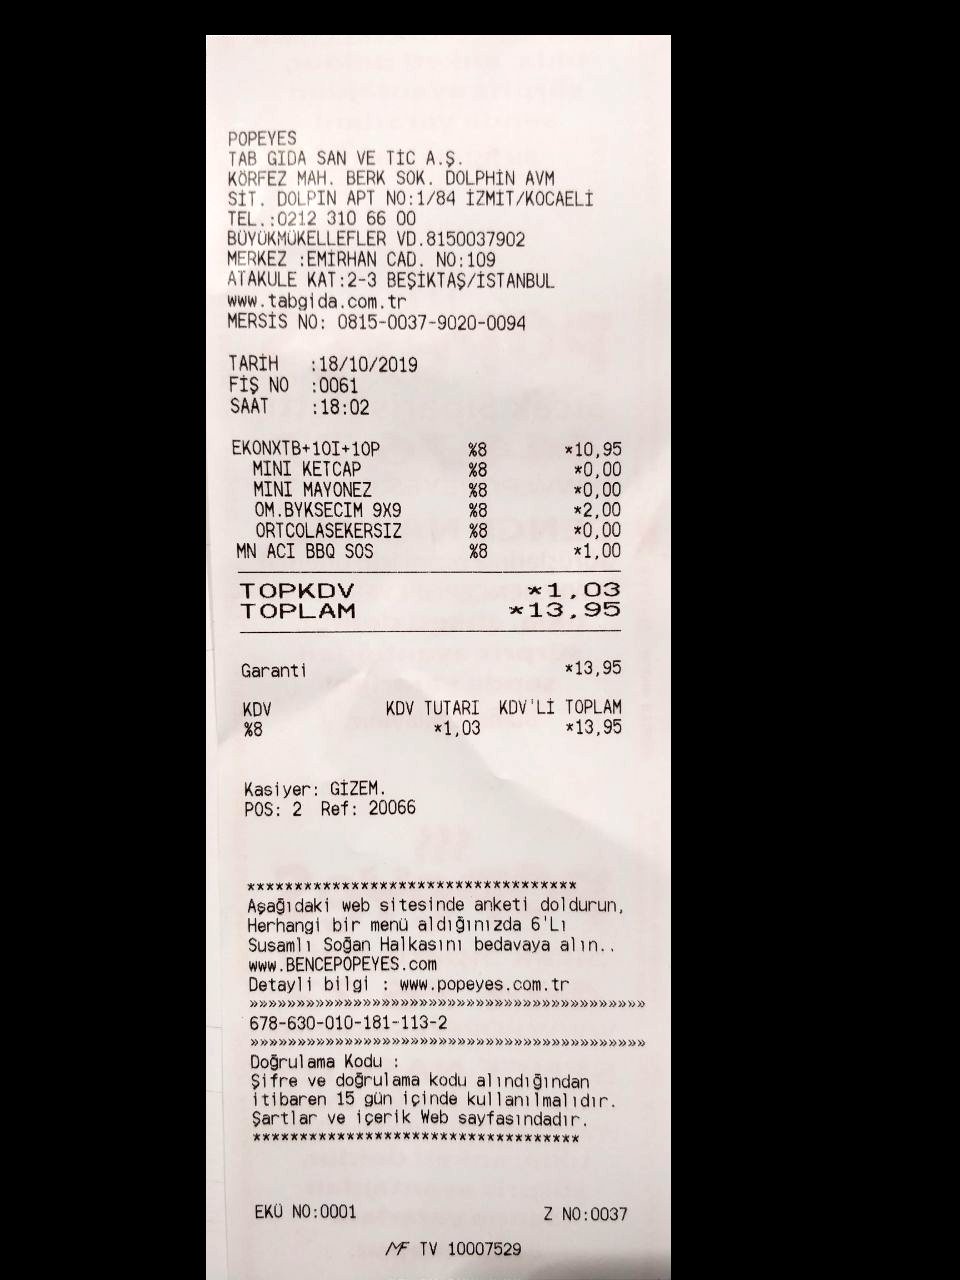 POPEYES
TAB GIDA SAN VE TİC A.Ş.
KÖRFEZ MAH. BERK SOK. DOLPHİN AVM
SİT. DOLPIN APT NO:1/84 İZMİT/KOCAELİ
TEL.:0212 310 66 00
BÜYÜKMÜKELLEFLER VD.8150037902
MERKEZ :EMİRHAN CAD. NO:109
ATAKULE KAT:2-3 BEŞİKTAŞ/İSTANBUL
www.tabgida.com.tr
MERSİS NO: 0815-0037-9020-0094
TARİH :18/10/2019
FİŞ NO :0061
SAAT :18:02
EKONXTB+10I+10P %8 *10,95
MINI KETCAP %8 *0,00
MINI MAYONEZ %8 *0,00
OM.BYKSECIM 9X9 %8 *2,00
ORTCOLASEKERSIZ %8 *0,00
MN ACI BBQ SOS %8 *1,00
TOPKDV *1,03
TOPLAM *13,95
Garanti *13,95
KDV KDV TUTARI KDV'Lİ TOPLAM
%8 *1,03 *13,95
Kasiyer: GİZEM.
POS: 2 Ref: 20066
***********************************
Aşağıdaki web sitesinde anketi doldurun,
Herhangi bir menü aldığınızda 6'Lı
Susamlı Soğan Halkasını bedavaya alın..
www.BENCEPOPEYES.com
Detayli bilgi : www.popeyes.com.tr
»»»»»»»»»»»»»»»»»»»»»»»»»»»»»»»»»»»»»»»»»»
678-630-010-181-113-2
»»»»»»»»»»»»»»»»»»»»»»»»»»»»»»»»»»»»»»»»»»
Doğrulama Kodu :
Şifre ve doğrulama kodu alındığından
itibaren 15 gün içinde kullanılmalıdır.
Şartlar ve içerik Web sayfasındadır.
***********************************
EKÜ NO:0001 Z NO:0037
MF TV 10007529